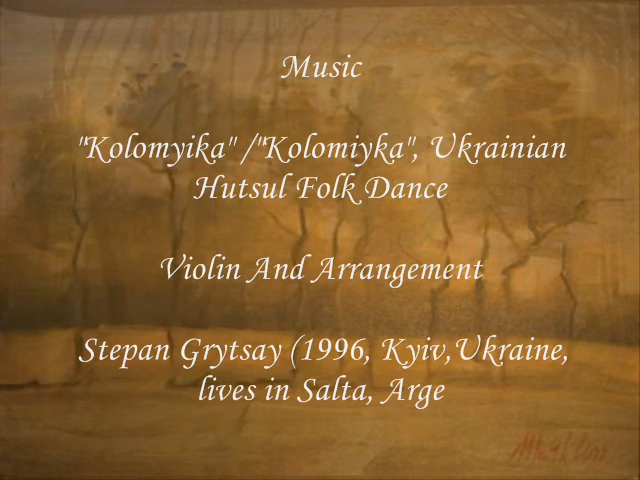 Music
"Kolomyika" /"Kolomiyka", Ukrainian
Hutsul Folk Dance
Violin And Arrangement
Stepan Grytsay (1996, Kyiv,Ukraine,
lives in Salta, Arge